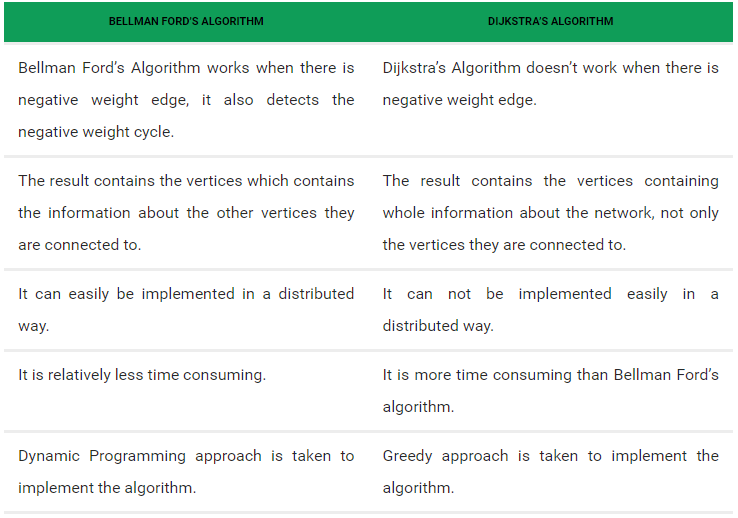 BELLMAN FORD'S ALGORITHM
DIJKSTRA'S ALGORITHM
Bellman Ford's Algorithm works when there is
negative weight edge, it also detects the
negative weight cycle.
Dijkstra's Algorithm doesn't work when there is
negative weight edge.
The result contains the vertices which contains
the information about the other vertices they
are connected to.
The result contains the vertices containing
whole information about the network, not only
the vertices they are connected to.
It can easily be implemented in a distributed
way.
It can not be implemented easily in a
distributed way.
It is relatively less time consuming.
It is more time consuming than Bellman Ford's
algorithm.
Dynamic Programming approach is taken to
implement the algorithm.
Greedy approach is taken to implement the
algorithm.